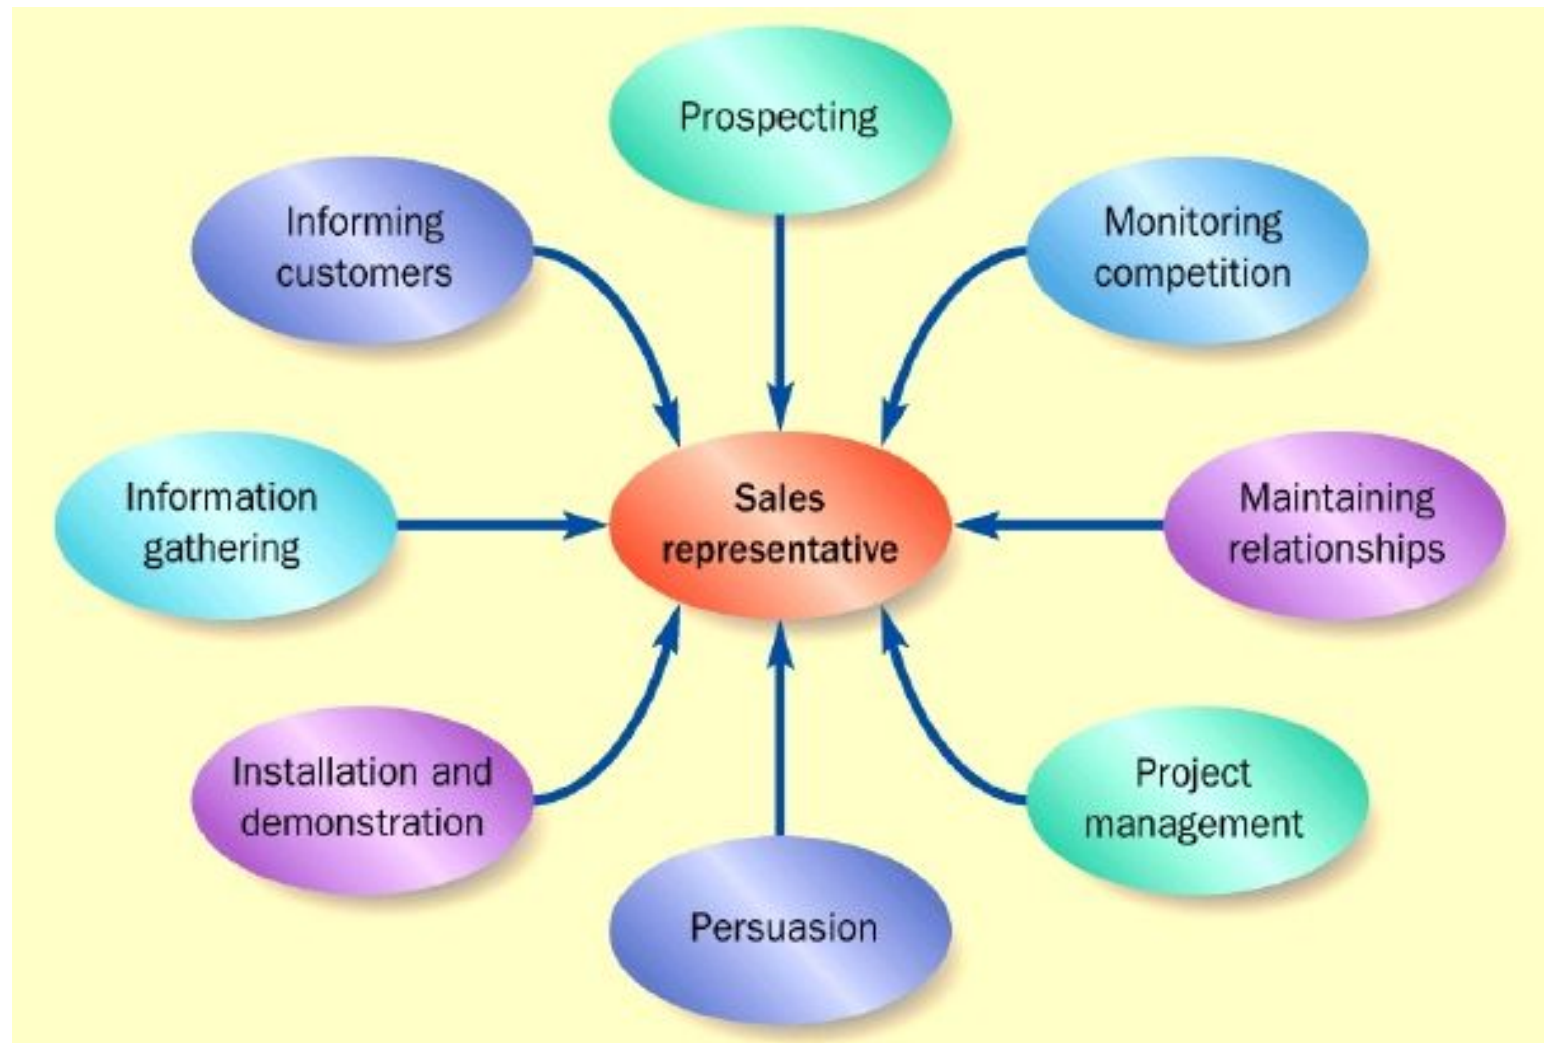 Prospecting
Informing
customers
Monitoring
competition
Information
gathering
Sales
representative
Maintaining
relationships
Installation and
demonstration
Project
management
Persuasion